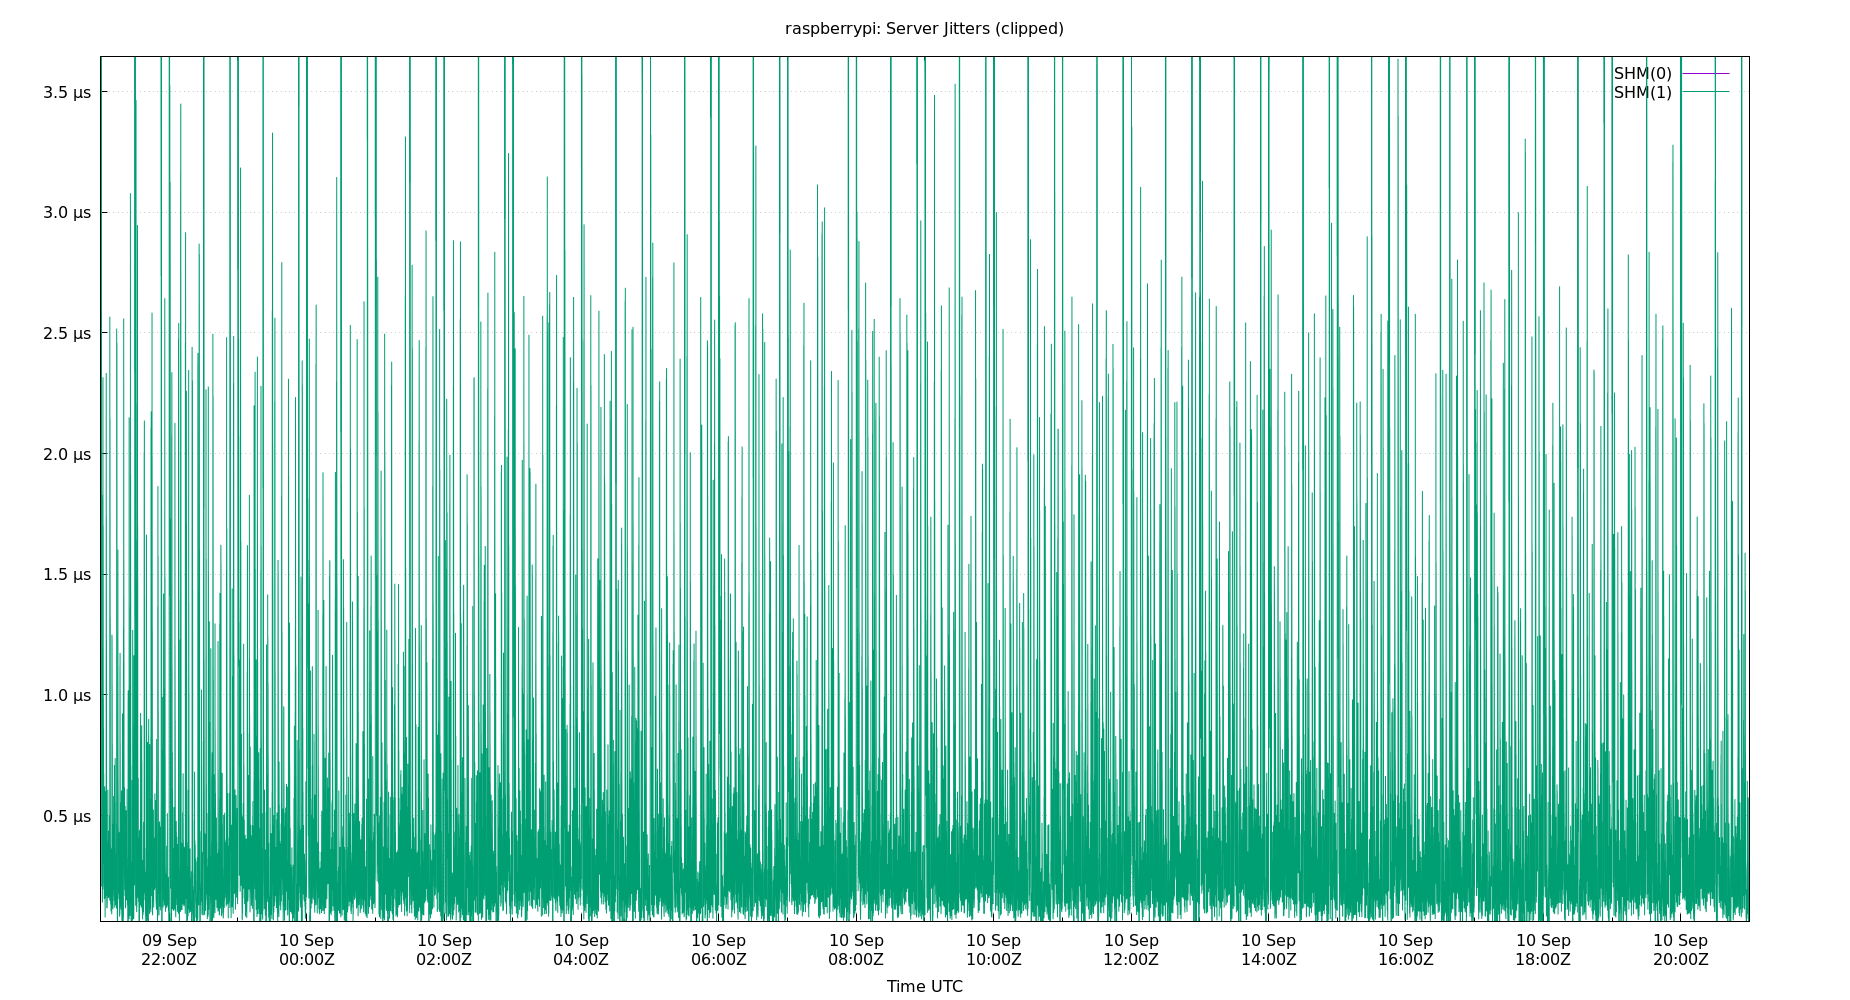 raspberrypi: Server Jitters (clipped)
SHM(0)
SHM(1)
3.5 µs
3.0 µs
2.5 µs
2.0 µs
1.5 µs
1.0 µs
0.5 µs
09 Sep 10 Sep 10 Sep 10 Sep 10 Sep 10 Sep 10 Sep 10 Sep 10 Sep 10 Sep 10 Sep 10 Sep
22:00Z 00:00Z 02:00Z 04:00Z 06:00Z 08:00Z 10:00Z 12:00Z 14:00Z 16:00Z 18:00Z 20:00Z
Time UTC